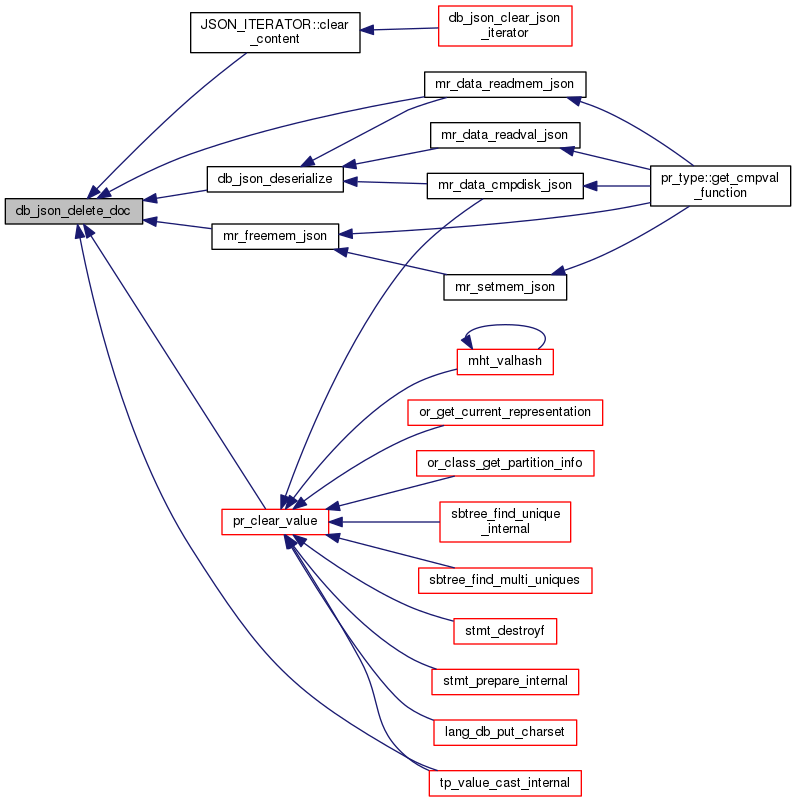 JSON_ITERATOR::clear
_content
db_json_clear_json
_iterator
mr_data_readmem_json
mr_data_readval_json
db_json_deserialize
mr_data_cmpdisk_json
pr_type::get_cmpval
_function
db_json_delete_doc
mr_freemem_json
mr_setmem_json
mht_valhash
or_get_current_representation
or_class_get_partition_info
sbtree_find_unique
_internal
pr_clear_value
sbtree_find_multi_uniques
stmt_destroyf
stmt_prepare_internal
lang_db_put_charset
tp_value_cast_internal